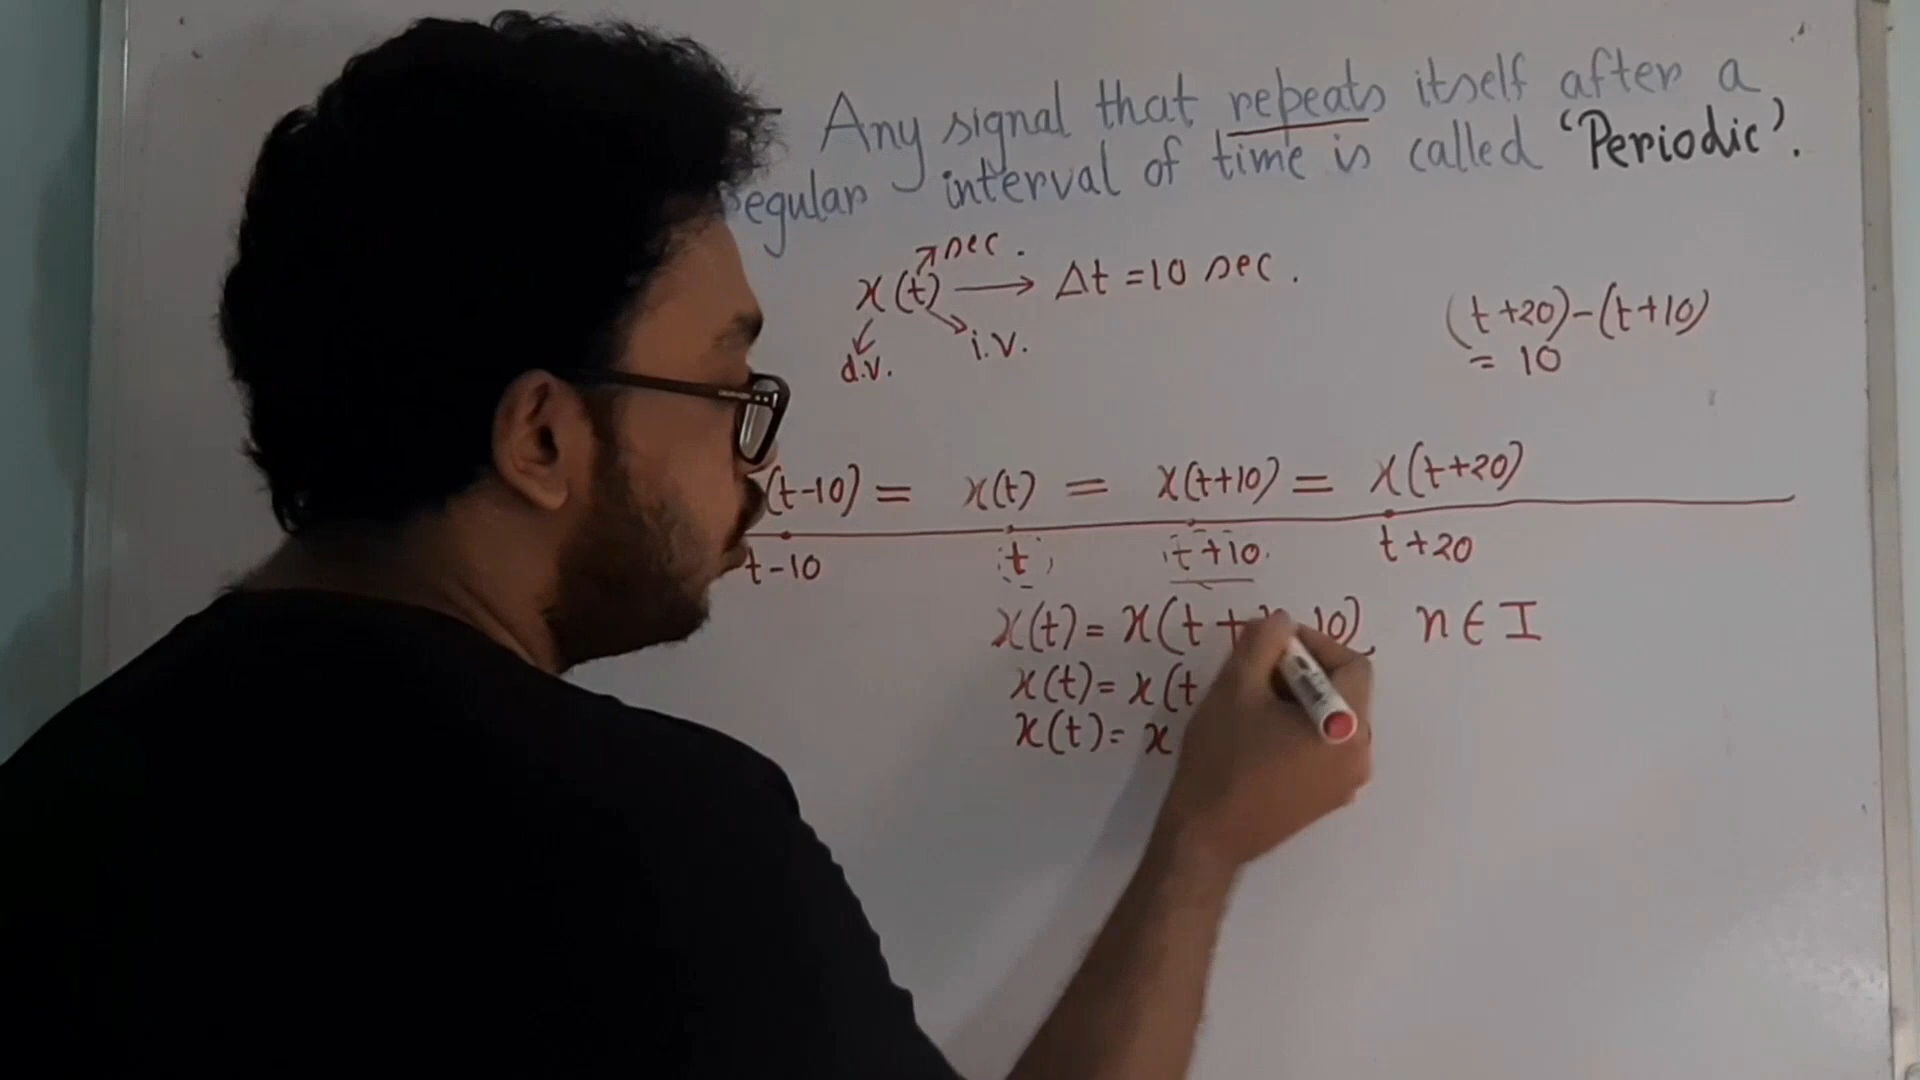 Any signal that repeats itself after a
regular interval of time is called 'Periodic'.
sec.
x(t) → Δt = 10 sec.
d.v. i.v.
(t+20)-(t+10)
= 10
(t-10) = x(t) = x(t+10) = x(t+20)
t-10 t t+10 t+20
x(t) = x(t+ 10), n ∈ I
x(t) = x(t
x(t) = x